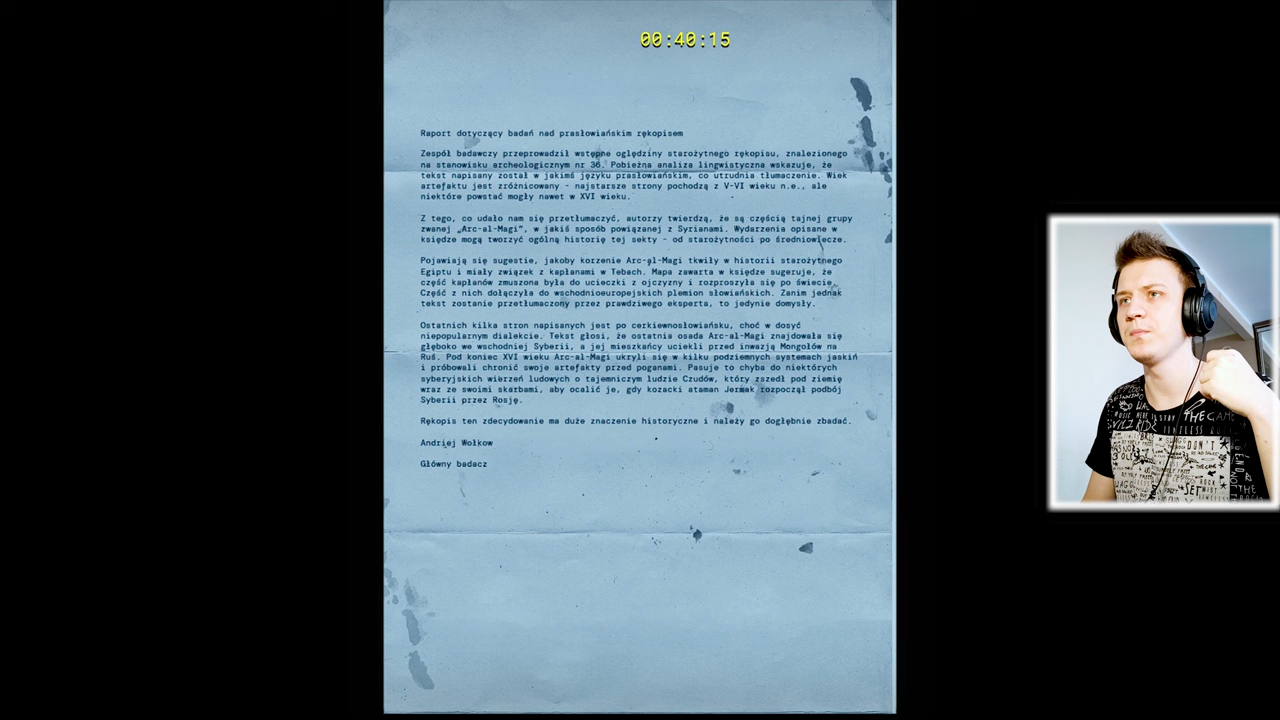 00:40:15
Raport dotyczący badań nad prasłowiańskim rękopisem
Zespół badawczy przeprowadził wstępne oględziny starożytnego rękopisu, znalezionego
na stanowisku archeologicznym nr 36. Pobieżna analiza lingwistyczna wskazuje, że
tekst napisany został w jakimś języku prasłowiańskim, co utrudnia tłumaczenie. Wiek
artefaktu jest zróżnicowany - najstarsze strony pochodzą z V-VI wieku n.e., ale
niektóre powstać mogły nawet w XVI wieku.
Z tego, co udało nam się przetłumaczyć, autorzy twierdzą, że są częścią tajnej grupy
zwanej „Arc-al-Magi”, w jakiś sposób powiązanej z Syrianami. Wydarzenia opisane w
księdze mogą tworzyć ogólną historię tej sekty - od starożytności po średniowiecze.
Pojawiają się sugestie, jakoby korzenie Arc-al-Magi tkwiły w historii starożytnego
Egiptu i miały związek z kapłanami w Tebach. Mapa zawarta w księdze sugeruje, że
część kapłanów zmuszona była do ucieczki z ojczyzny i rozproszyła się po świecie.
Część z nich dołączyła do wschodnioeuropejskich plemion słowiańskich. Zanim jednak
tekst zostanie przetłumaczony przez prawdziwego eksperta, to jedynie domysły.
Ostatnich kilka stron napisanych jest po cerkiewnosłowiańsku, choć w dosyć
niepopularnym dialekcie. Tekst głosi, że ostatnia osada Arc-al-Magi znajdowała się
głęboko we wschodniej Syberii, a jej mieszkańcy uciekli przed inwazją Mongołów na
Ruś. Pod koniec XVI wieku Arc-al-Magi ukryli się w kilku podziemnych systemach jaskiń
i próbowali chronić swoje artefakty przed poganami. Pasuje to chyba do niektórych
syberyjskich wierzeń ludowych o tajemniczym ludzie Czudów, który zszedł pod ziemię
wraz ze swoimi skarbami, aby ocalić je, gdy kozacki ataman Jermak rozpoczął podbój
Syberii przez Rosję.
Rękopis ten zdecydowanie ma duże znaczenie historyczne i należy go dogłębnie zbadać.
Andriej Wołkow
Główny badacz